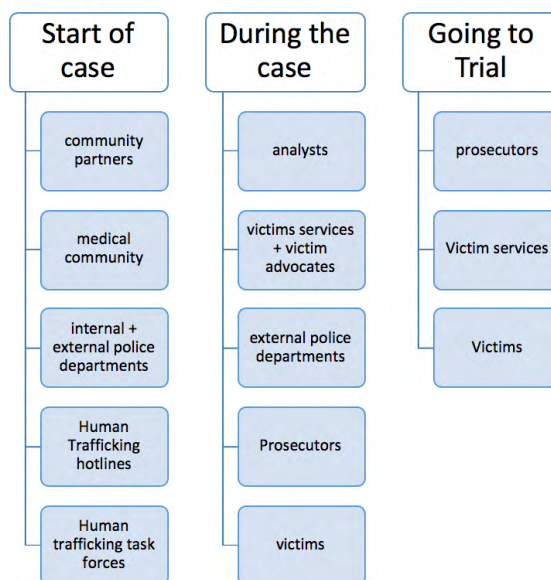 Start of
case
community
partners
medical
community
internal +
external police
departments
Human
Trafficking
hotlines
Human
trafficking task
forces
During the
case
analysts
victims services
+ victim
advocates
external police
departments
Prosecutors
victims
Going to
Trial
prosecutors
Victim services
Victims